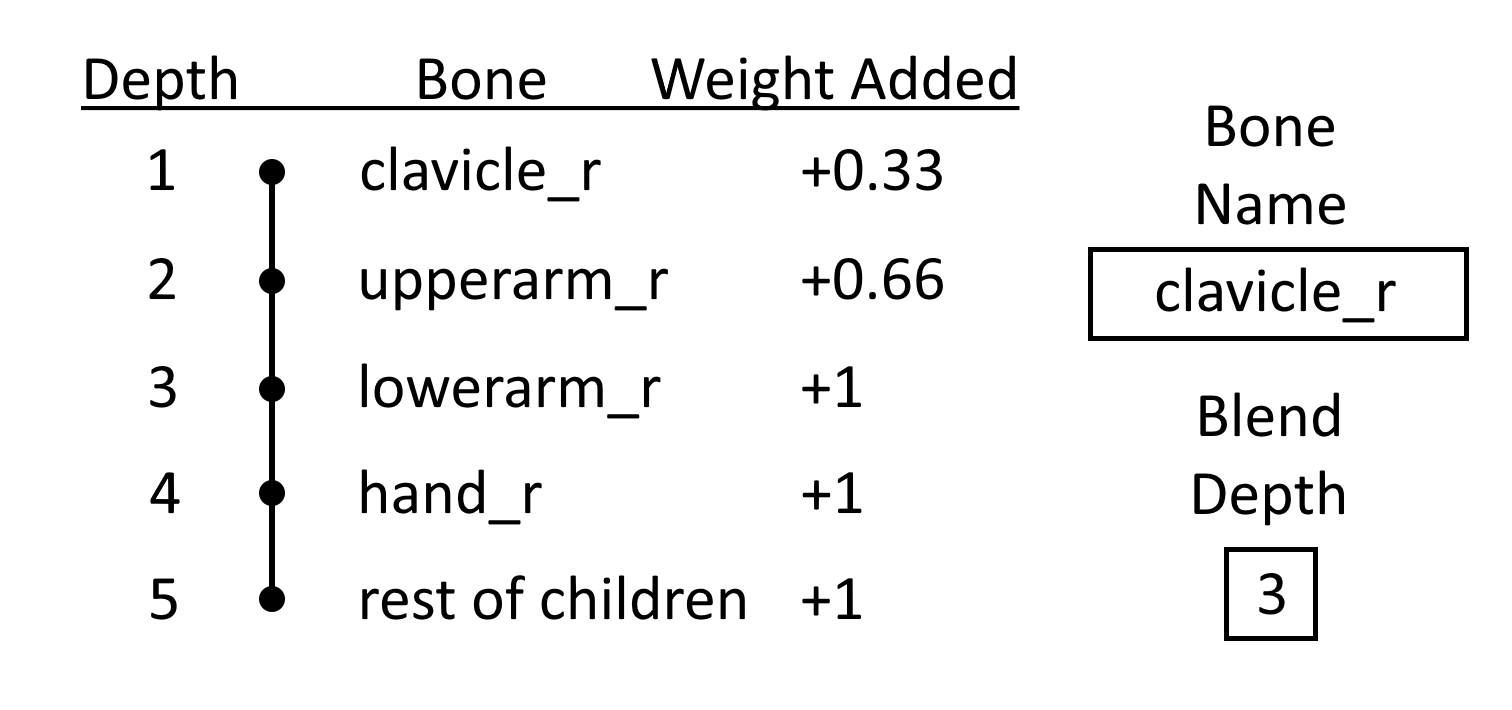 Depth Bone Weight Added
1 clavicle_r +0.33
2 upperarm_r +0.66
3 lowerarm_r +1
4 hand_r +1
5 rest of children +1
Bone
Name
clavicle_r
Blend
Depth
3